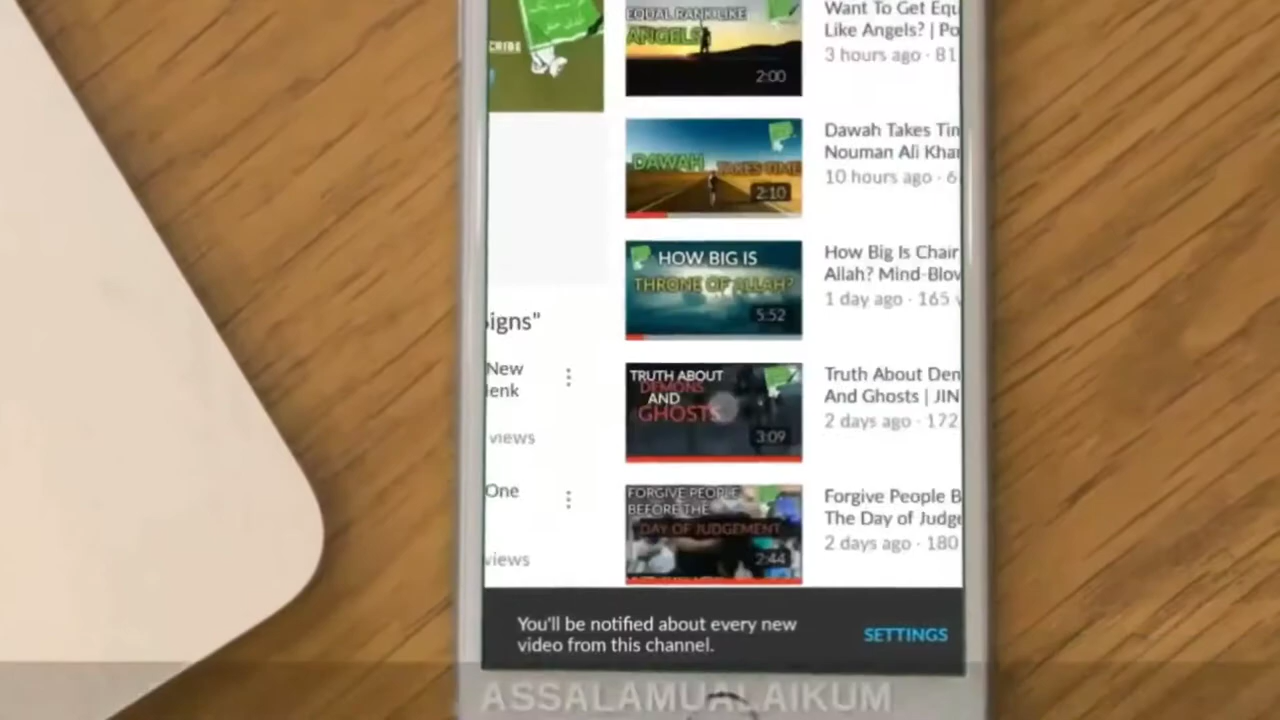 EQUAL RANK LIKE
ANGELS
2:00
Want To Get Equ
Like Angels? | Po
3 hours ago · 81
CRIBE
DAWAH TAKES TIME
2:10
Dawah Takes Tim
Nouman Ali Khan
10 hours ago · 6
HOW BIG IS
THRONE OF ALLAH?
5:52
How Big Is Chair
Allah? Mind-Blow
1 day ago · 165 v
igns"
New
lenk
views
TRUTH ABOUT
DEMONS
AND
GHOSTS
3:09
Truth About Dem
And Ghosts | JIN
2 days ago · 172
One
views
FORGIVE PEOPLE
BEFORE THE
DAY OF JUDGEMENT
2:44
Forgive People B
The Day of Judge
2 days ago · 180
You'll be notified about every new
video from this channel.
SETTINGS
ASSALAMUALAIKUM